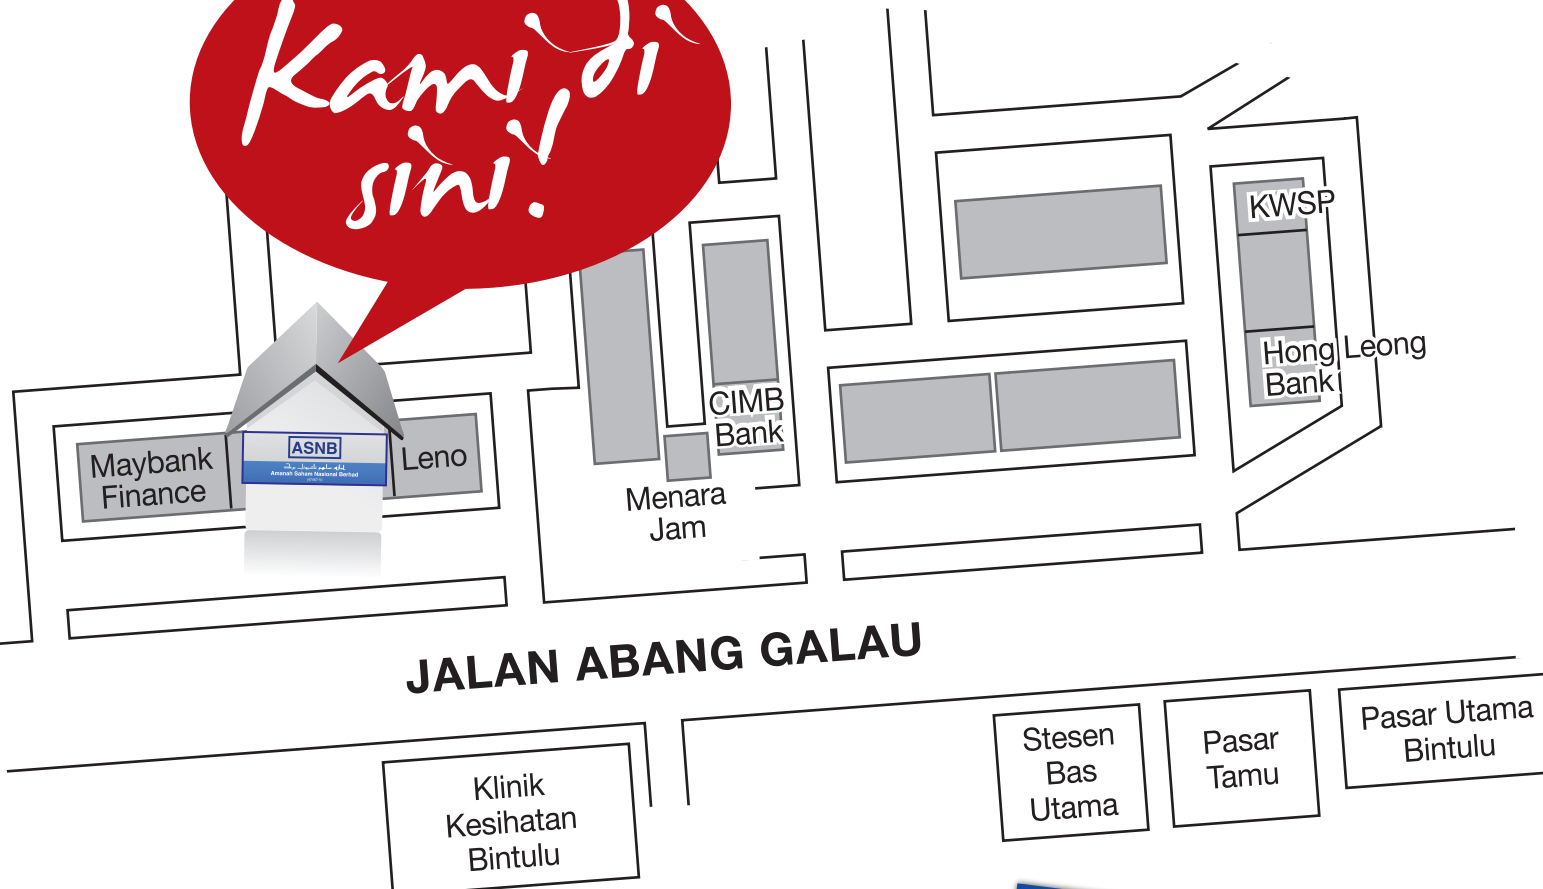 Kami di
sini!
KWSP
Hong Leong
Bank
CIMB
Bank
Maybank
Finance
ASNB
Amanah Saham Nasional Berhad
Leno
Menara
Jam
JALAN ABANG GALAU
Klinik
Kesihatan
Bintulu
Stesen
Bas
Utama
Pasar
Tamu
Pasar Utama
Bintulu